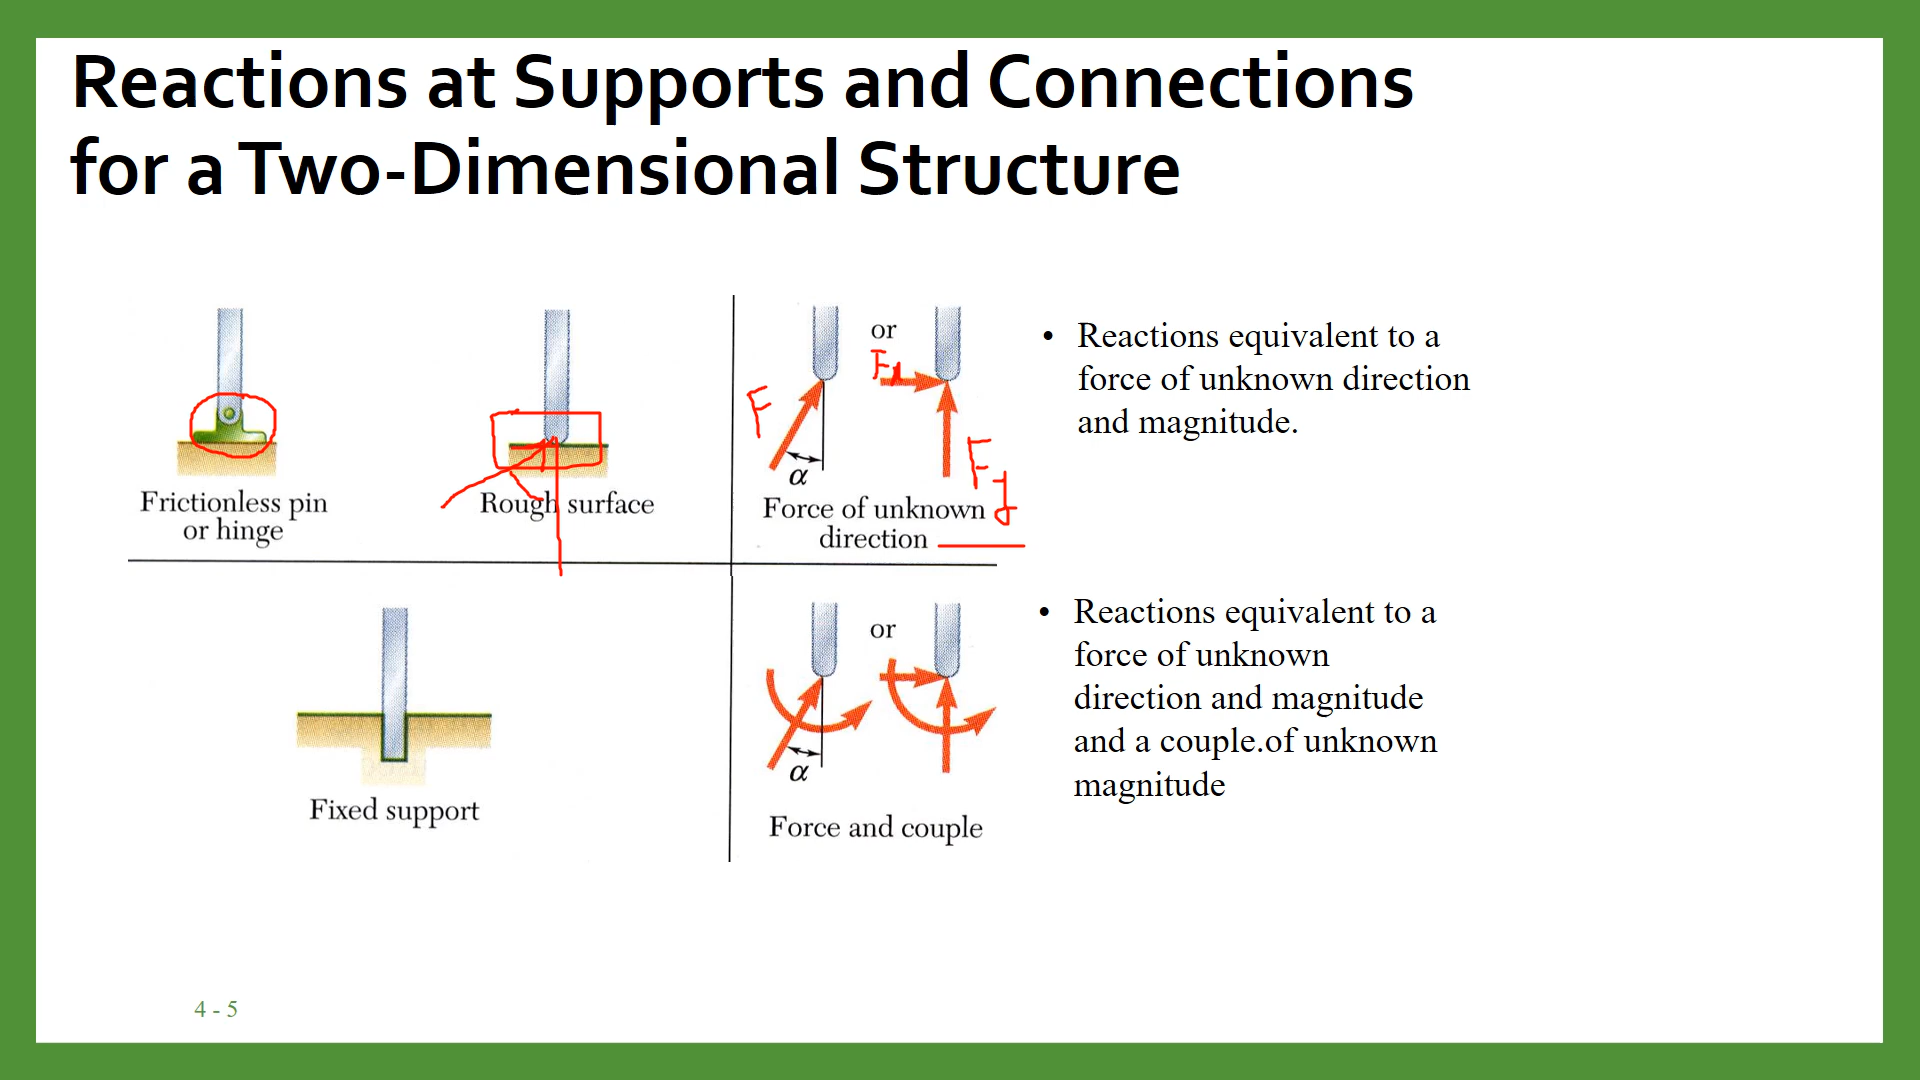 Reactions at Supports and Connections
for a Two-Dimensional Structure
Frictionless pin
or hinge
Rough surface
or
F
Fx
Fy
α
Force of unknown
direction
• Reactions equivalent to a
force of unknown direction
and magnitude.
Fixed support
or
α
Force and couple
• Reactions equivalent to a
force of unknown
direction and magnitude
and a couple.of unknown
magnitude
4 - 5